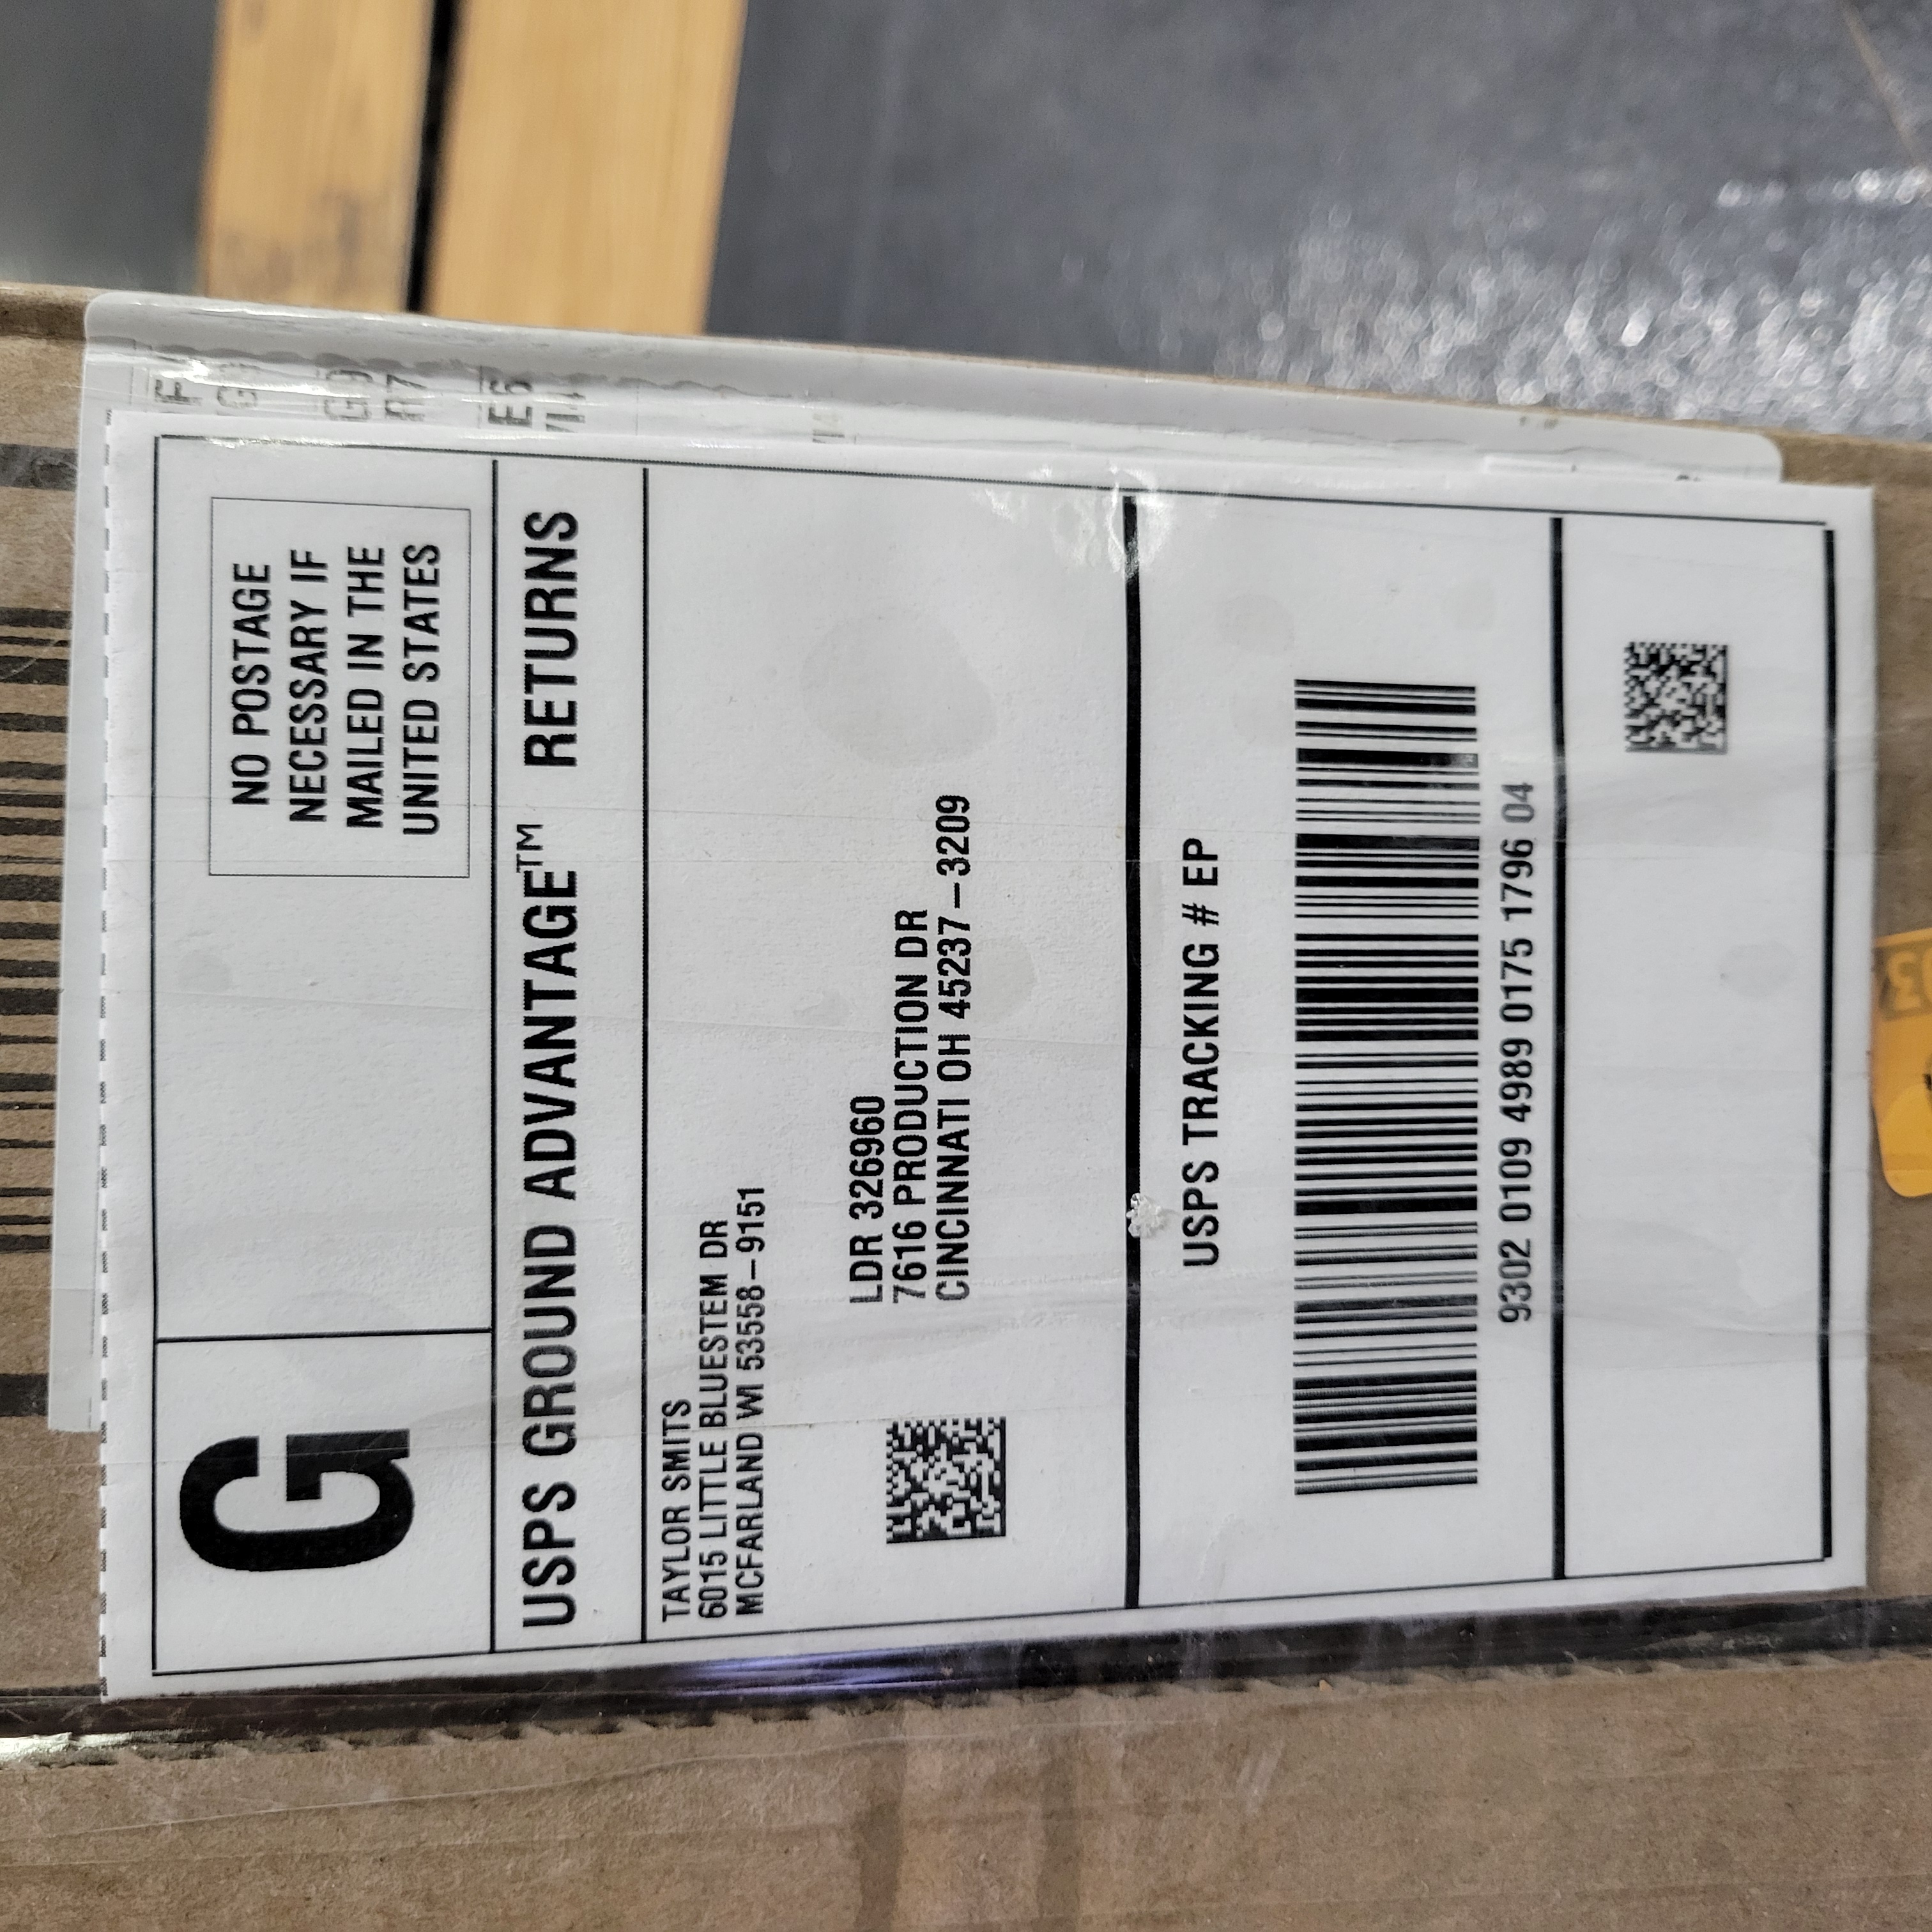 G
NO POSTAGE
NECESSARY IF
MAILED IN THE
UNITED STATES
USPS GROUND ADVANTAGE™ RETURNS
TAYLOR SMITS
6015 LITTLE BLUESTEM DR
MCFARLAND WI 53558-9151
LDR 326960
7616 PRODUCTION DR
CINCINNATI OH 45237-3209
USPS TRACKING # EP
9302 0109 4989 0175 1796 04